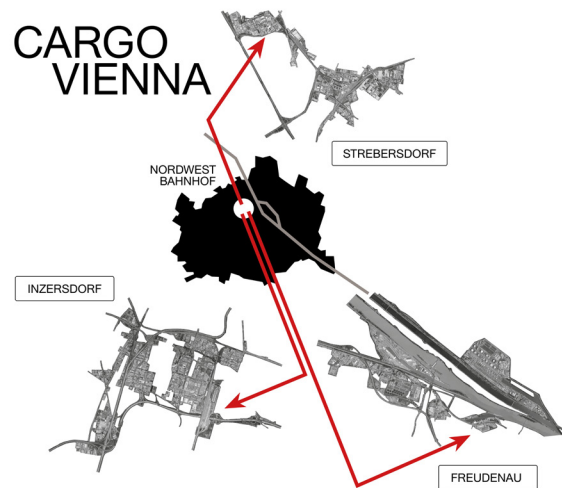 CARGO
VIENNA
STREBERSDORF
NORDWEST
BAHNHOF
INZERSDORF
FREUDENAU